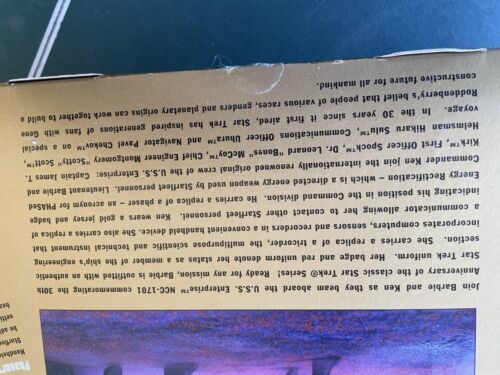 Join Barbie and Ken as they beam aboard the U.S.S. Enterprise™ NCC-1701 commemorating the 30th
Anniversary of the classic Star Trek® Series! Ready for any mission, Barbie is outfitted with an authentic
Star Trek uniform. Her badge and red uniform denote her status as a member of the ship's engineering
section. She carries a replica of a tricorder, the multipurpose scientific and technical instrument that
incorporates computers, sensors and recorders in a convenient handheld device. She also carries a replica of
a communicator allowing her to contact other Starfleet personnel. Ken wears a gold jersey and badge
indicating his position in the Command division. He carries a replica of a phaser – an acronym for PHASed
Energy Rectification – which is a directed energy weapon used by Starfleet personnel. Lieutenant Barbie and
Commander Ken join the internationally renowned original crew of the U.S.S. Enterprise: Captain James T.
Kirk™, First Officer Spock™, Dr. Leonard "Bones" McCoy™, Chief Engineer Montgomery "Scotty" Scott™,
Helmsman Hikaru Sulu™, Communications Officer Uhura™ and Navigator Pavel Chekov™ on a special
voyage. In the 30 years since it first aired, Star Trek has inspired generations of fans with Gene
Roddenberry's belief that people of various races, genders and planetary origins can work together to build a
constructive future for all mankind.
Phaser
Handheld
Starflee
be adj
settin